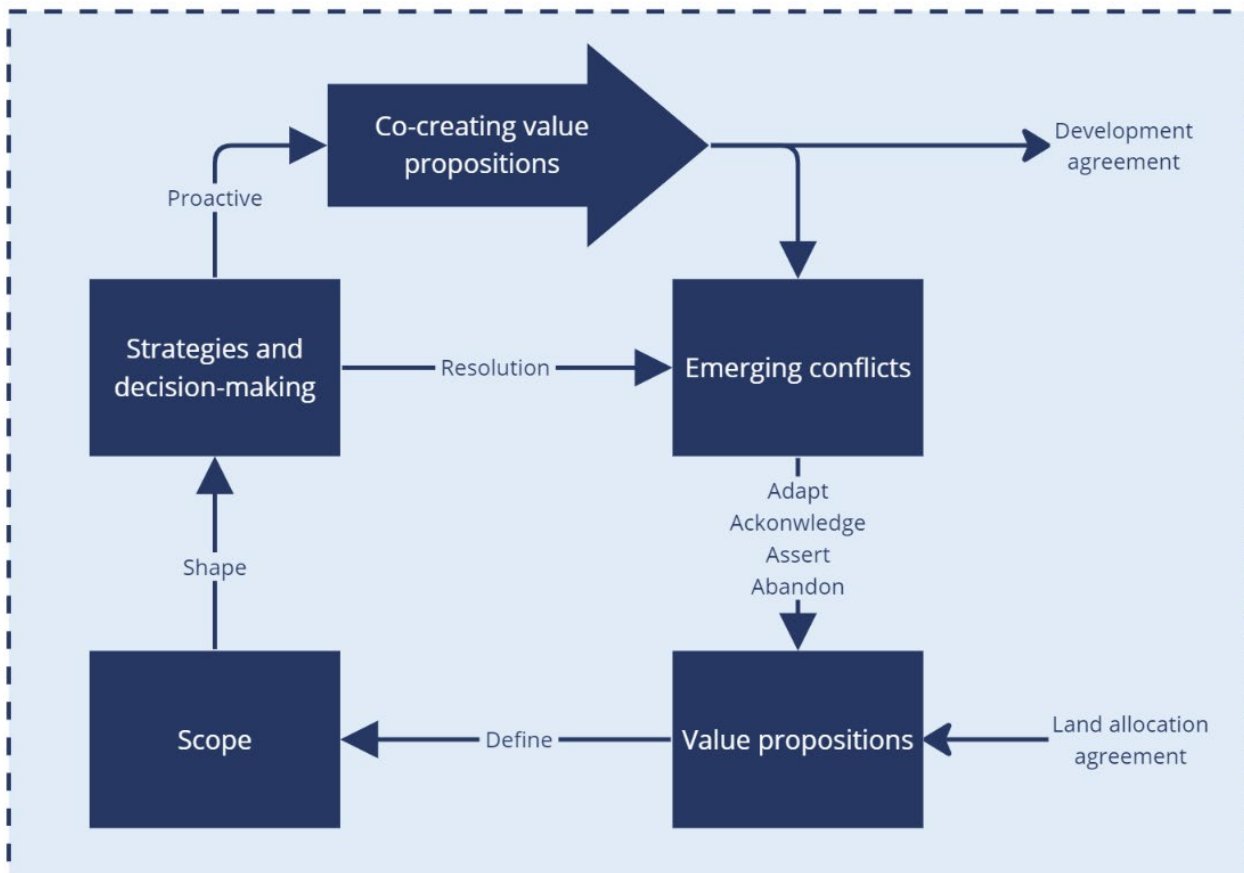 Co-creating value
propositions
Development
agreement
Proactive
Strategies and
decision-making
Resolution
Emerging conflicts
Adapt
Ackonwledge
Assert
Abandon
Shape
Scope
Define
Value propositions
Land allocation
agreement